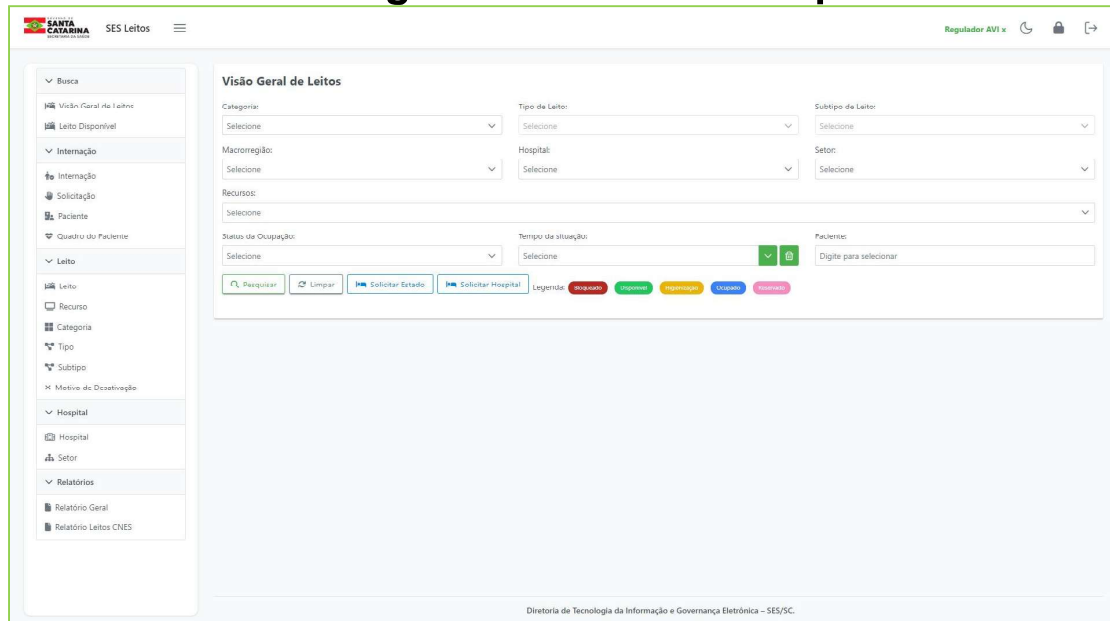 SANTA
CATARINA
SES Leitos
Regulador AVI x
Busca
Visão Geral de Leitos
Leito Disponível
Internação
Internação
Solicitação
Paciente
Quadro do Paciente
Leito
Leito
Recurso
Categoria
Tipo
Subtipo
Motivo de Desativação
Hospital
Hospital
Setor
Relatórios
Relatório Geral
Relatório Leitos CNES
Visão Geral de Leitos
Categoria: Tipo de Leito: Subtipo de Leito:
Selecione Selecione Selecione
Macrorregião: Hospital: Setor:
Selecione Selecione Selecione
Recursos:
Selecione
Status da Ocupação: Tempo da situação: Paciente:
Selecione Selecione Digite para selecionar
Pesquisar Limpar Solicitar Estado Solicitar Hospital Legenda: Bloqueado Disponível Higienização Ocupado Reservado
Diretoria de Tecnologia da Informação e Governança Eletrônica – SES/SC.